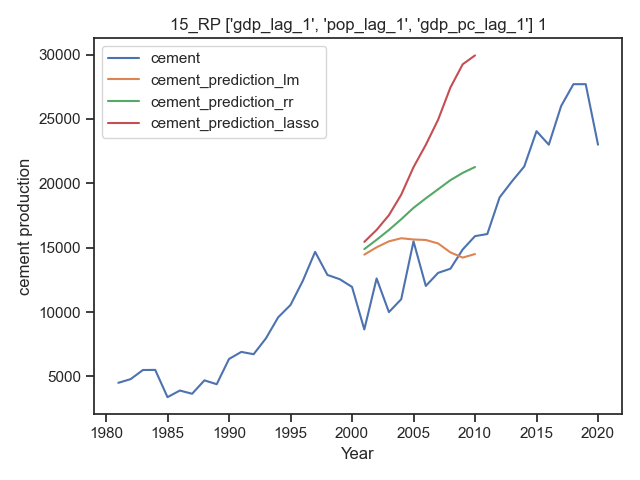 15_RP ['gdp_lag_1', 'pop_lag_1', 'gdp_pc_lag_1'] 1
cement
cement_prediction_lm
cement_prediction_rr
cement_prediction_lasso
cement production
30000
25000
20000
15000
10000
5000
1980 1985 1990 1995 2000 2005 2010 2015 2020
Year